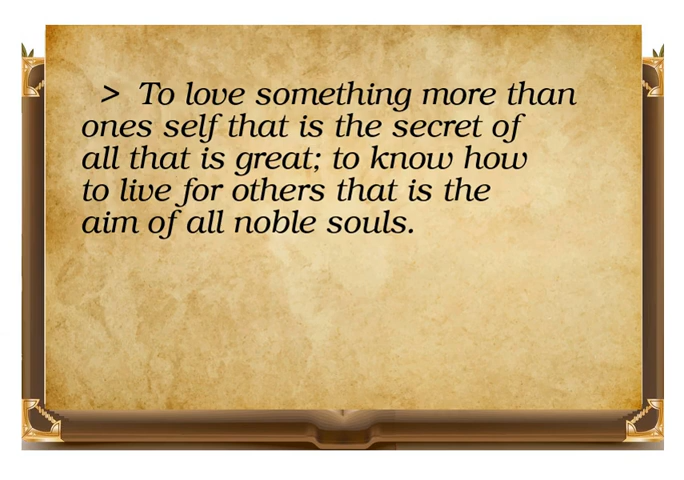 > To love something more than
ones self that is the secret of
all that is great; to know how
to live for others that is the
aim of all noble souls.